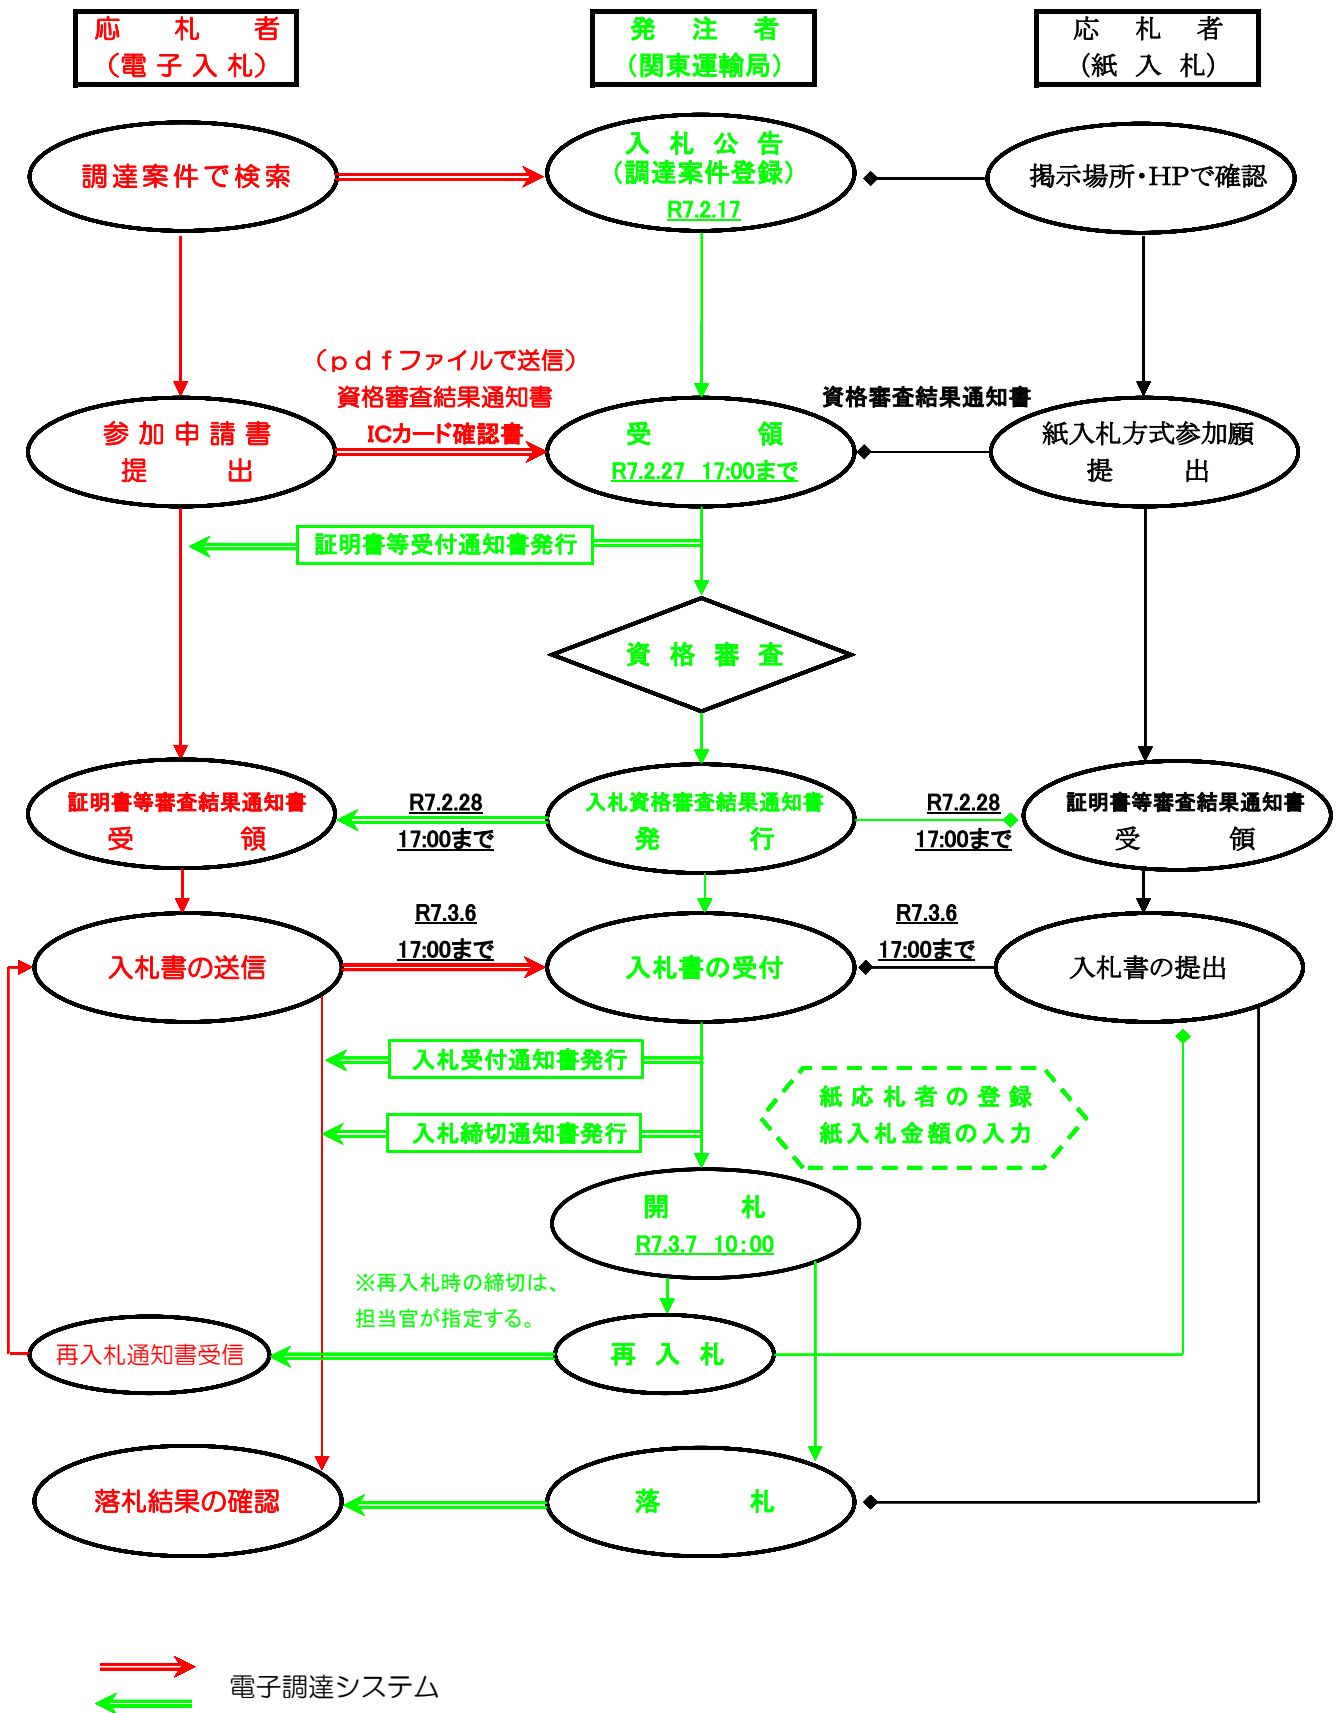 応　札　者
（電 子 入 札）
発　注　者
（関東運輸局）
応　札　者
（紙　入　札）
調達案件で検索
入　札　公　告
（調達案件登録）
R7.2.17
掲示場所・HPで確認
（ｐｄｆファイルで送信）
資格審査結果通知書
ICカード確認書
資格審査結果通知書
参 加 申 請 書
提　　　出
受　　　　領
R7.2.27　17:00まで
紙入札方式参加願
提　　　出
証明書等受付通知書発行
資　格　審　査
証明書等審査結果通知書
受　　　　領
R7.2.28
17:00まで
入札資格審査結果通知書
発　　　　行
R7.2.28
17:00まで
証明書等審査結果通知書
受　　　　領
R7.3.6
17:00まで
R7.3.6
17:00まで
入札書の送信
入札書の受付
入札書の提出
入札受付通知書発行
入札締切通知書発行
紙 応 札 者 の 登 録
紙入札金額の入力
開　　　札
R7.3.7　10：00
※再入札時の締切は、
担当官が指定する。
再入札通知書受信
再　入　札
落札結果の確認
落　　　　札
電子調達システム